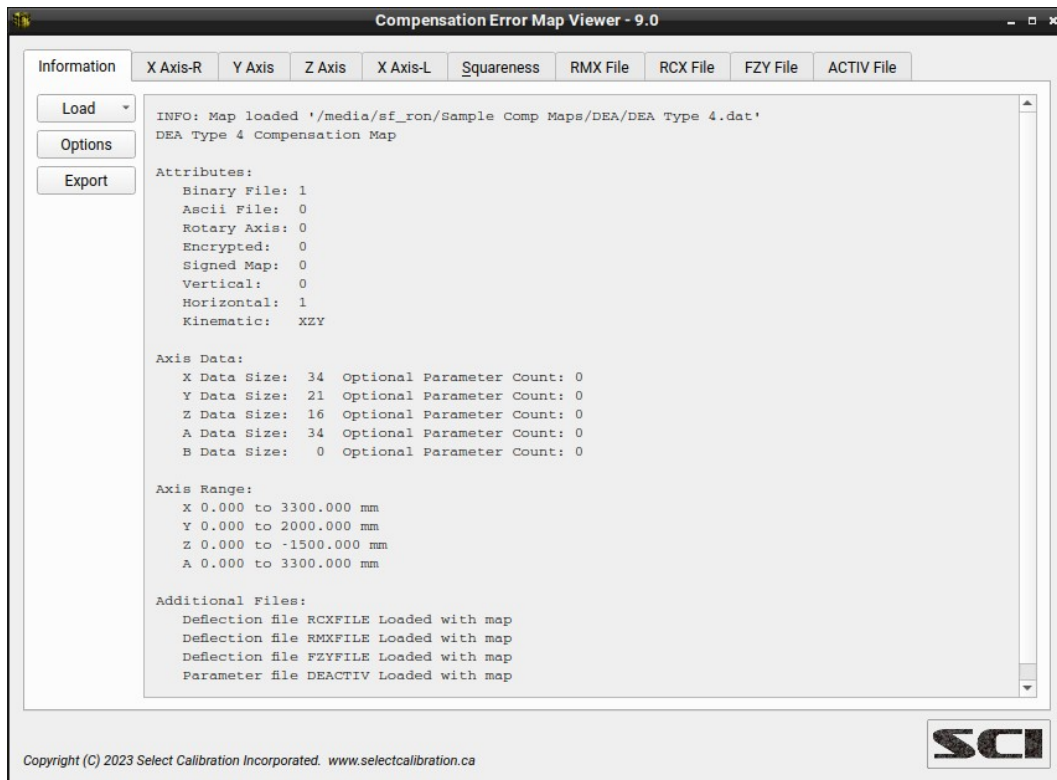 Compensation Error Map Viewer - 9.0
Information X Axis-R Y Axis Z Axis X Axis-L Squareness RMX File RCX File FZY File ACTIV File
Load
Options
Export
INFO: Map loaded '/media/sf_ron/Sample Comp Maps/DEA/DEA Type 4.dat'
DEA Type 4 Compensation Map
Attributes:
Binary File: 1
Ascii File: 0
Rotary Axis: 0
Encrypted: 0
Signed Map: 0
Vertical: 0
Horizontal: 1
Kinematic: XZY
Axis Data:
X Data Size: 34 Optional Parameter Count: 0
Y Data Size: 21 Optional Parameter Count: 0
Z Data Size: 16 Optional Parameter Count: 0
A Data Size: 34 Optional Parameter Count: 0
B Data Size: 0 Optional Parameter Count: 0
Axis Range:
X 0.000 to 3300.000 mm
Y 0.000 to 2000.000 mm
Z 0.000 to -1500.000 mm
A 0.000 to 3300.000 mm
Additional Files:
Deflection file RCXFILE Loaded with map
Deflection file RMXFILE Loaded with map
Deflection file FZYFILE Loaded with map
Parameter file DEACTIV Loaded with map
SCI
Copyright (C) 2023 Select Calibration Incorporated. www.selectcalibration.ca